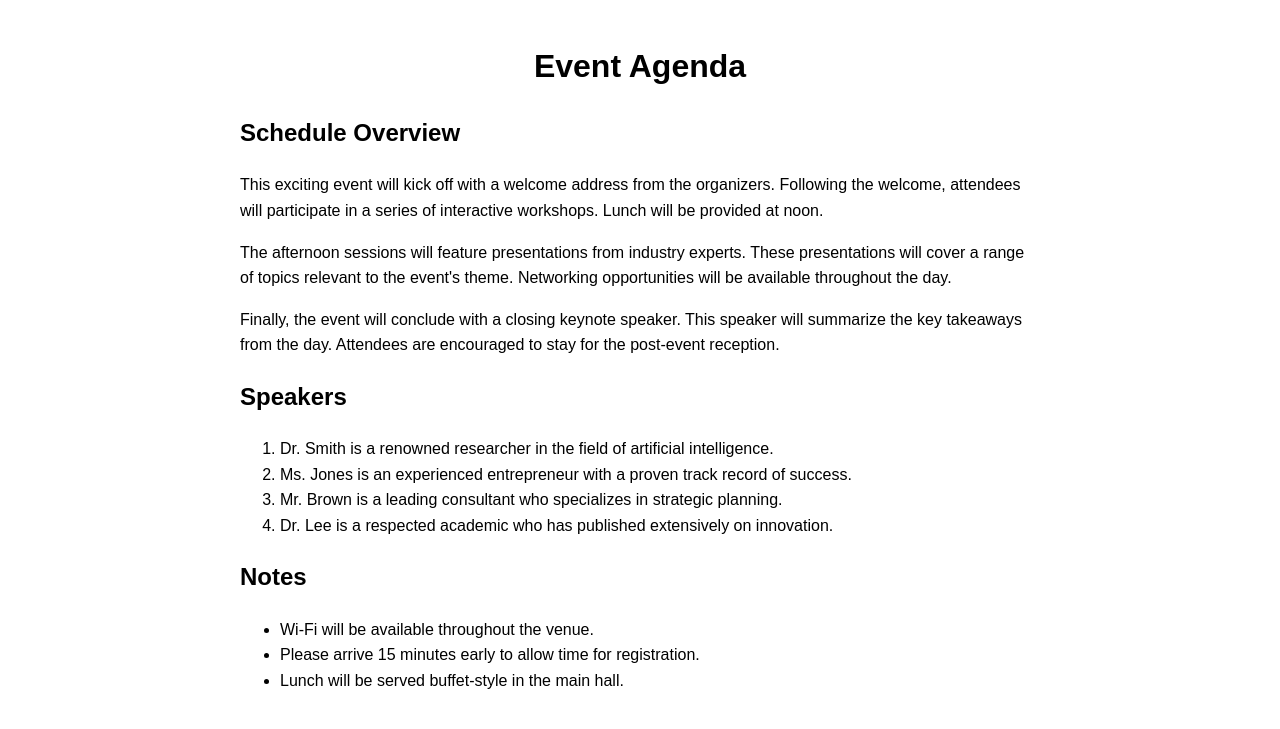 Event Agenda
Schedule Overview
This exciting event will kick off with a welcome address from the organizers. Following the welcome, attendees
will participate in a series of interactive workshops. Lunch will be provided at noon.
The afternoon sessions will feature presentations from industry experts. These presentations will cover a range
of topics relevant to the event's theme. Networking opportunities will be available throughout the day.
Finally, the event will conclude with a closing keynote speaker. This speaker will summarize the key takeaways
from the day. Attendees are encouraged to stay for the post-event reception.
Speakers
1. Dr. Smith is a renowned researcher in the field of artificial intelligence.
2. Ms. Jones is an experienced entrepreneur with a proven track record of success.
3. Mr. Brown is a leading consultant who specializes in strategic planning.
4. Dr. Lee is a respected academic who has published extensively on innovation.
Notes
• Wi-Fi will be available throughout the venue.
• Please arrive 15 minutes early to allow time for registration.
• Lunch will be served buffet-style in the main hall.